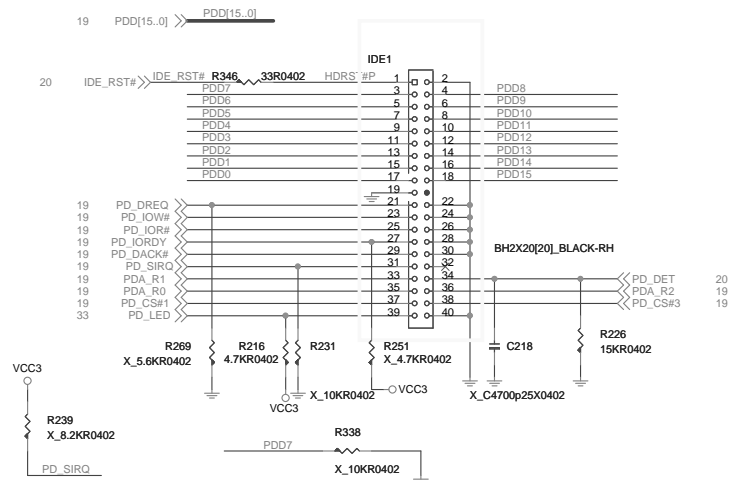 19 PDD[15..0] PDD[15..0]
IDE1
20 IDE_RST# IDE_RST# R346 33R0402 HDRST#P 1 2
PDD7 3 4 PDD8
PDD6 5 6 PDD9
PDD5 7 8 PDD10
PDD4 9 10 PDD11
PDD3 11 12 PDD12
PDD2 13 14 PDD13
PDD1 15 16 PDD14
PDD0 17 18 PDD15
19
19 PD_DREQ 21 22
19 PD_IOW# 23 24
19 PD_IOR# 25 26
19 PD_IORDY 27 28
19 PD_DACK# 29 30
BH2X20[20]_BLACK-RH
19 PD_SIRQ 31 32
19 PDA_R1 33 34 PD_DET 20
19 PDA_R0 35 36 PDA_R2 19
19 PD_CS#1 37 38 PD_CS#3 19
33 PD_LED 39 40
R269 R216 R231 R251 C218 R226
X_5.6KR0402 4.7KR0402 X_4.7KR0402 15KR0402
VCC3 X_10KR0402 VCC3 X_C4700p25X0402
VCC3
R239
X_8.2KR0402
PD_SIRQ
R338
PDD7
X_10KR0402